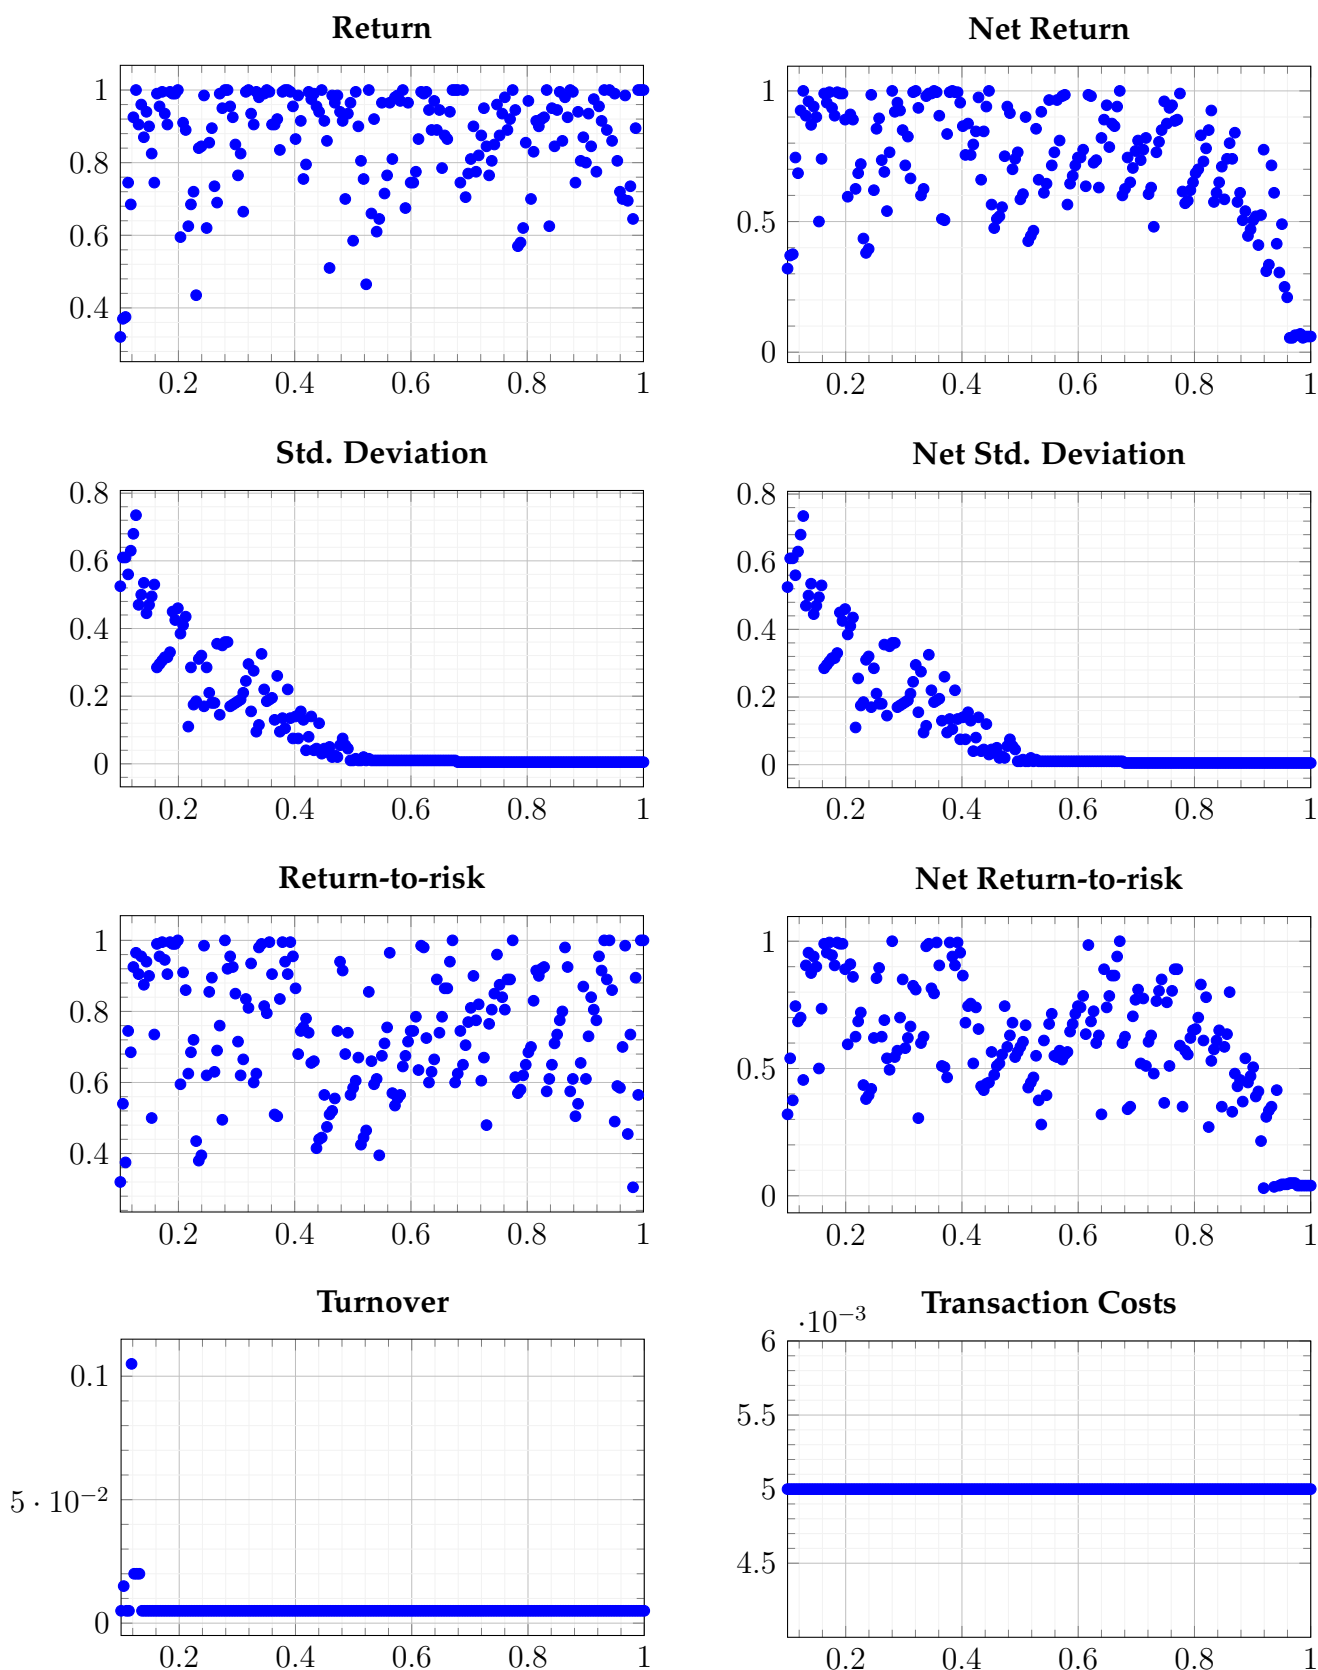 Return
1
0.8
0.6
0.4
0.2 0.4 0.6 0.8 1
Net Return
1
0.5
0
0.2 0.4 0.6 0.8 1
Std. Deviation
0.8
0.6
0.4
0.2
0
0.2 0.4 0.6 0.8 1
Net Std. Deviation
0.8
0.6
0.4
0.2
0
0.2 0.4 0.6 0.8 1
Return-to-risk
1
0.8
0.6
0.4
0.2 0.4 0.6 0.8 1
Net Return-to-risk
1
0.5
0
0.2 0.4 0.6 0.8 1
Turnover
0.1
5 · 10⁻²
0
0.2 0.4 0.6 0.8 1
Transaction Costs
·10⁻³
6
5.5
5
4.5
0.2 0.4 0.6 0.8 1